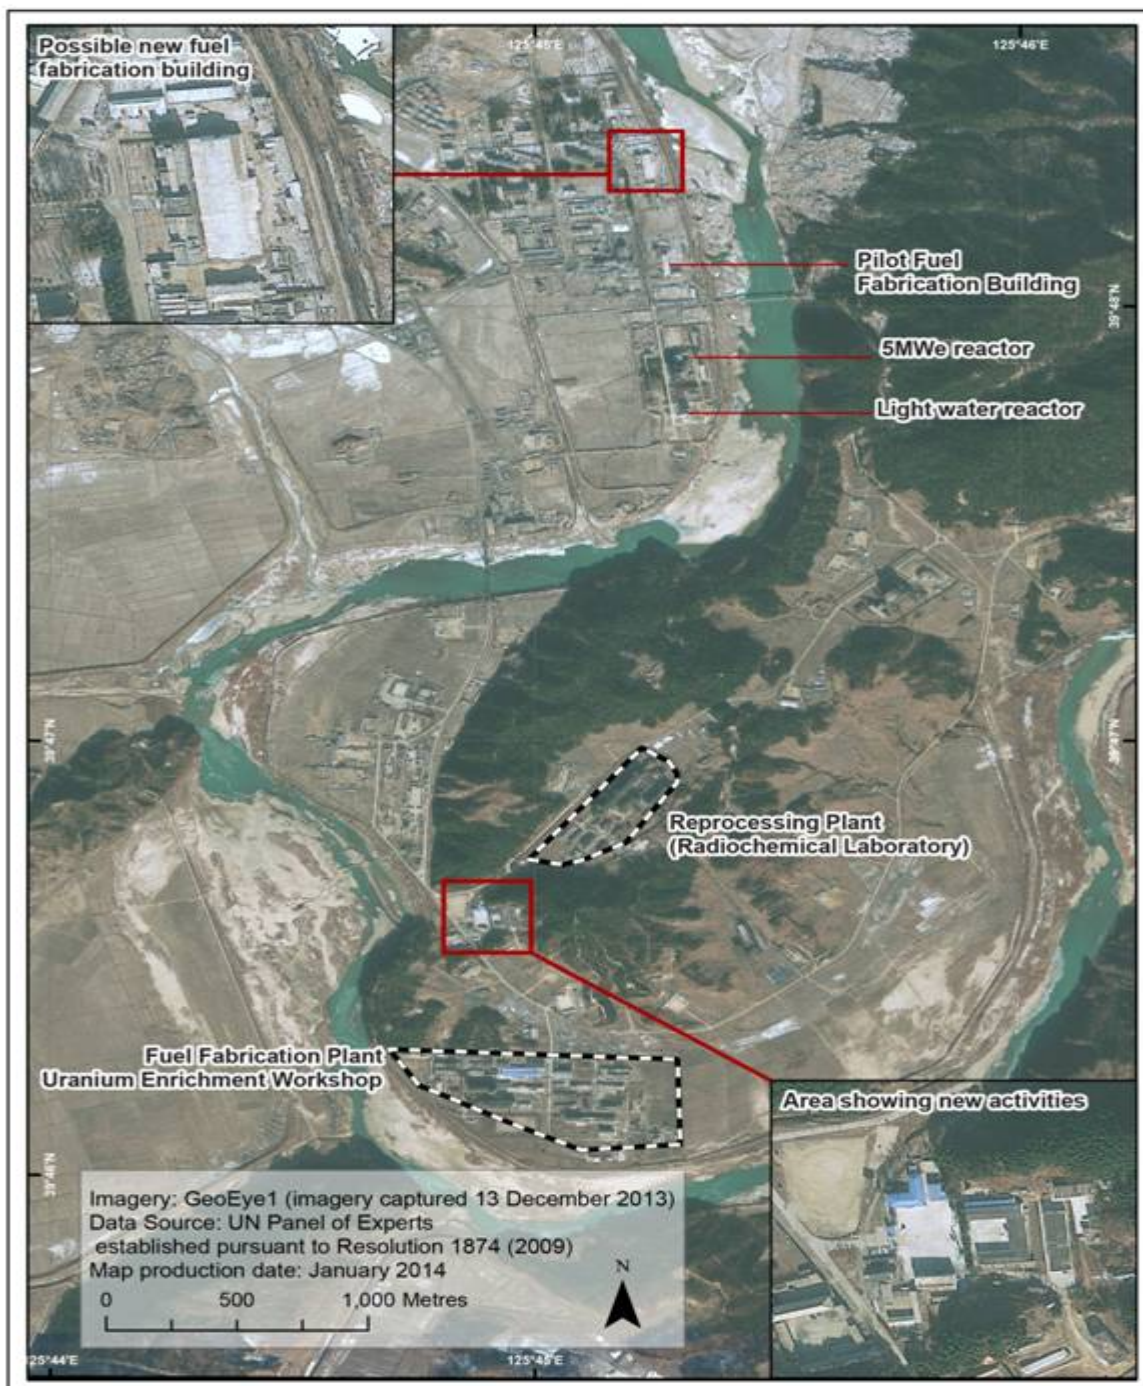 Possible new fuel
fabrication building
125°45'E
125°46'E
Pilot Fuel
Fabrication Building
39°48'N
5MWe reactor
Light water reactor
39°47'N
39°47'N
Reprocessing Plant
(Radiochemical Laboratory)
Fuel Fabrication Plant
Uranium Enrichment Workshop
Area showing new activities
39°46'N
Imagery: GeoEye1 (imagery captured 13 December 2013)
Data Source: UN Panel of Experts
established pursuant to Resolution 1874 (2009)
Map production date: January 2014
N
0 500 1,000 Metres
125°44'E
125°45'E